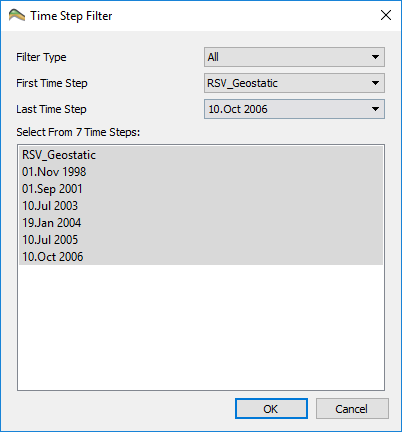 Time Step Filter
Filter Type All
First Time Step RSV_Geostatic
Last Time Step 10.Oct 2006
Select From 7 Time Steps:
RSV_Geostatic
01.Nov 1998
01.Sep 2001
10.Jul 2003
19.Jan 2004
10.Jul 2005
10.Oct 2006
OK Cancel